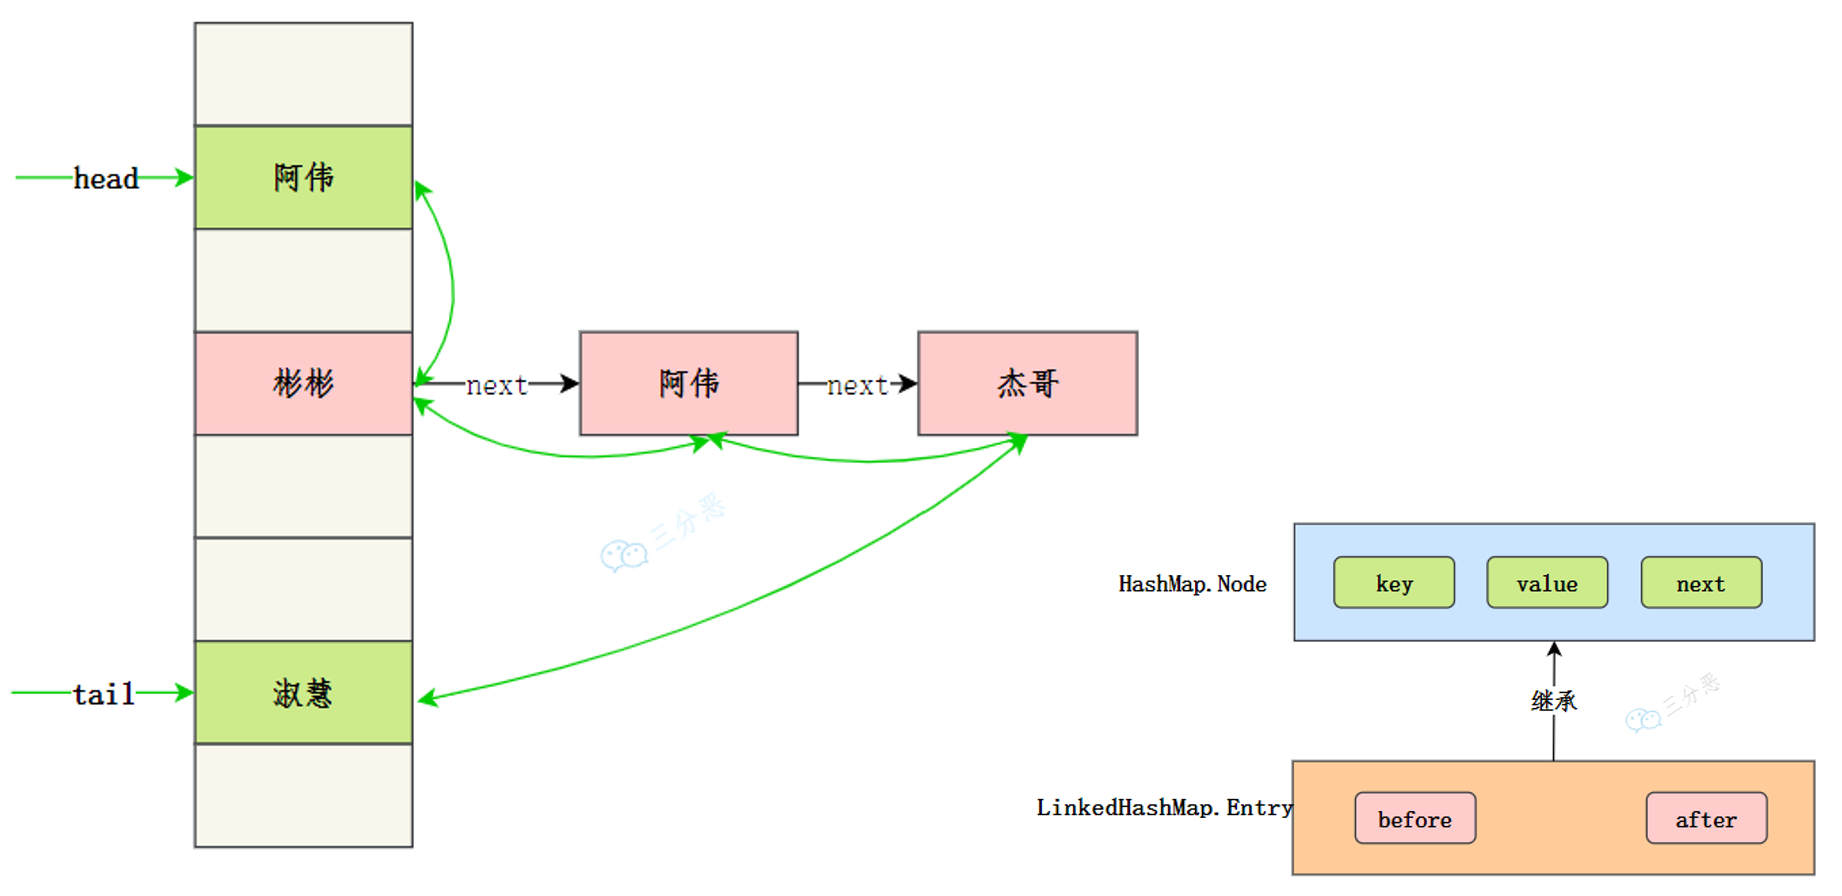 head
阿伟
彬彬
next
阿伟
next
杰哥
三分恶
HashMap.Node
key
value
next
tail
淑慧
继承
三分恶
LinkedHashMap.Entry
before
after